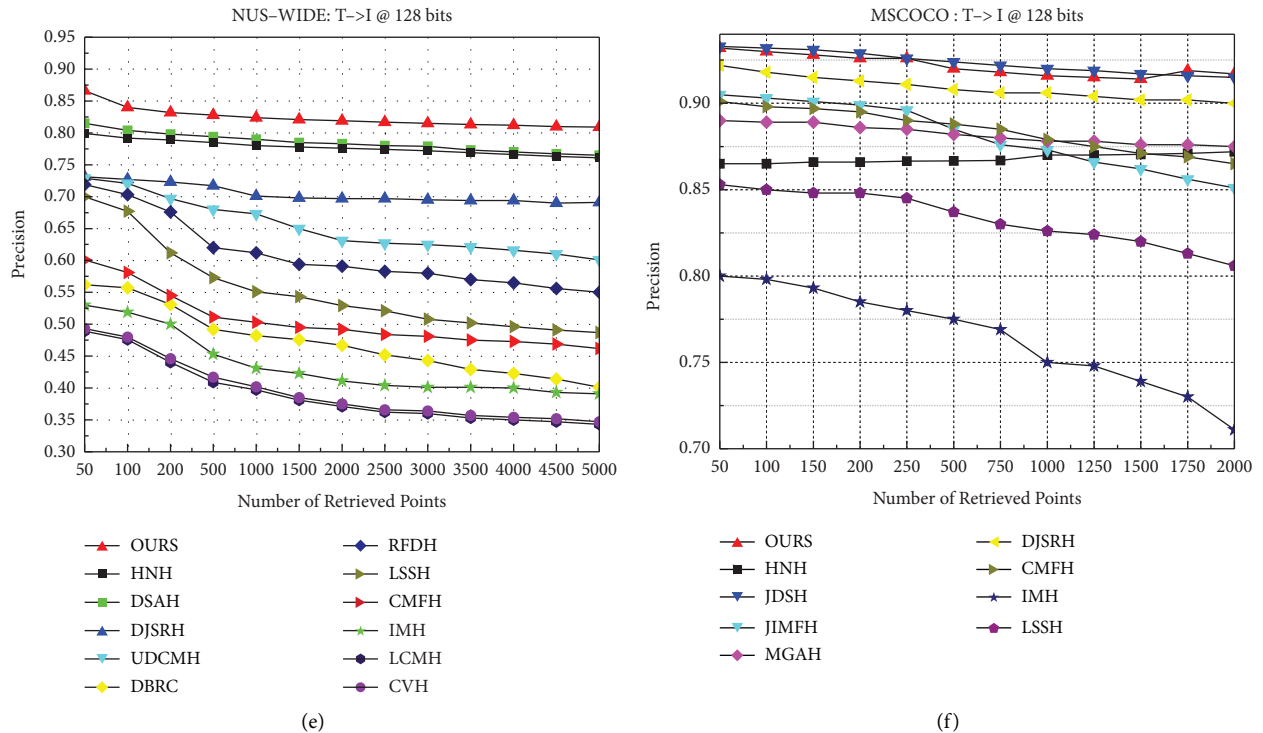 NUS–WIDE: T–>I @ 128 bits
0.95
0.90
0.85
0.80
0.75
0.70
0.65
0.60
0.55
0.50
0.45
0.40
0.35
0.30
Precision
50 100 200 500 1000 1500 2000 2500 3000 3500 4000 4500 5000
Number of Retrieved Points
OURS
HNH
DSAH
DJSRH
UDCMH
DBRC
RFDH
LSSH
CMFH
IMH
LCMH
CVH
(e)
MSCOCO : T–> I @ 128 bits
0.90
0.85
0.80
0.75
0.70
Precision
50 100 150 200 250 500 750 1000 1250 1500 1750 2000
Number of Retrieved Points
OURS
HNH
JDSH
JIMFH
MGAH
DJSRH
CMFH
IMH
LSSH
(f)